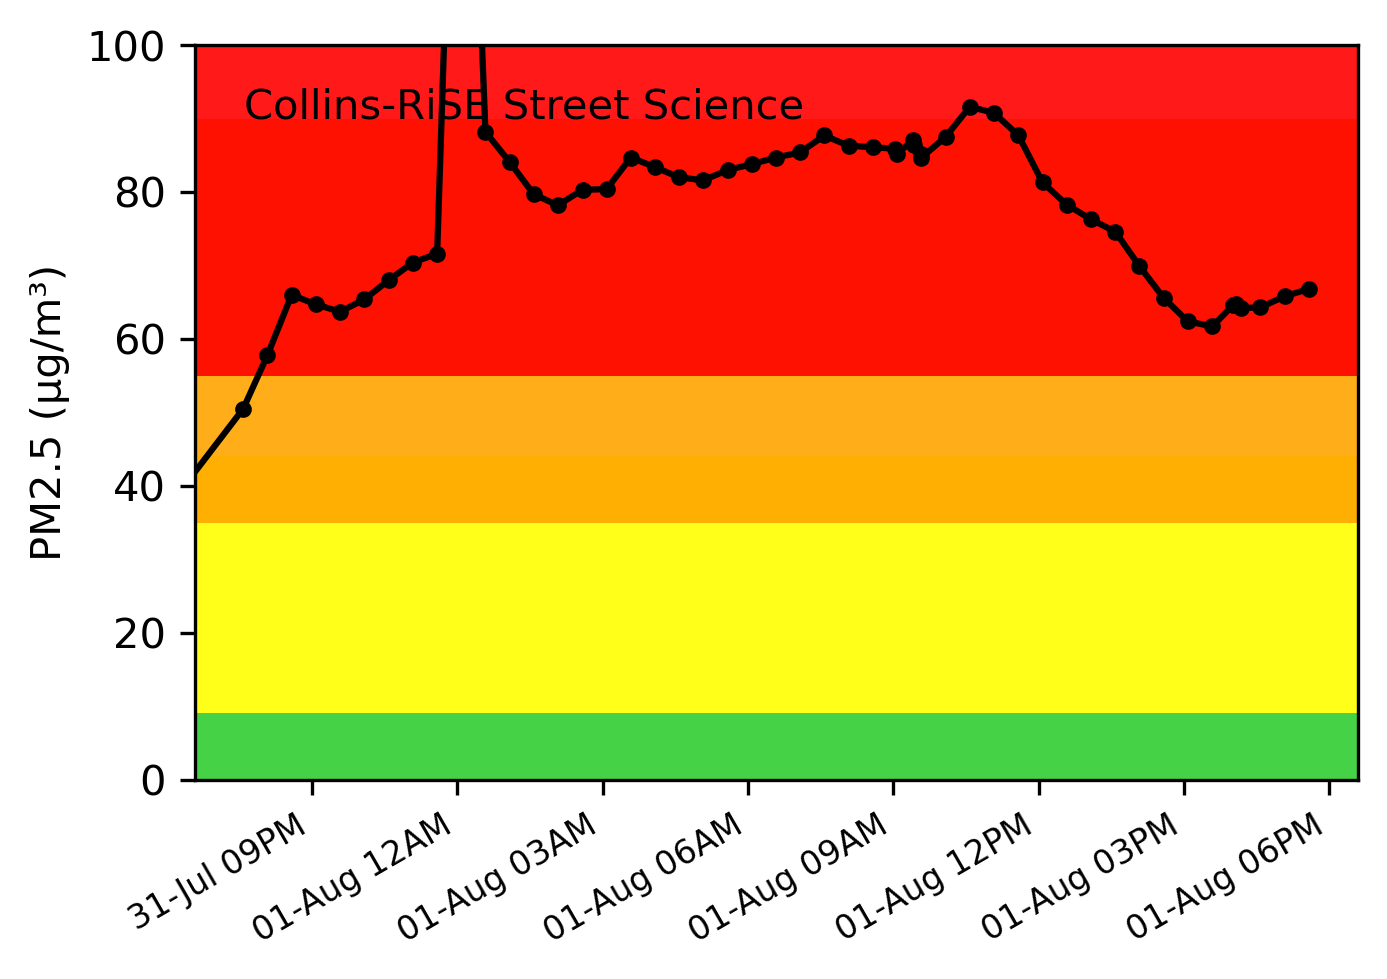 100
Collins-RiSE Street Science
80
60
40
20
0
PM2.5 (µg/m³)
31-Jul 09PM
01-Aug 12AM
01-Aug 03AM
01-Aug 06AM
01-Aug 09AM
01-Aug 12PM
01-Aug 03PM
01-Aug 06PM